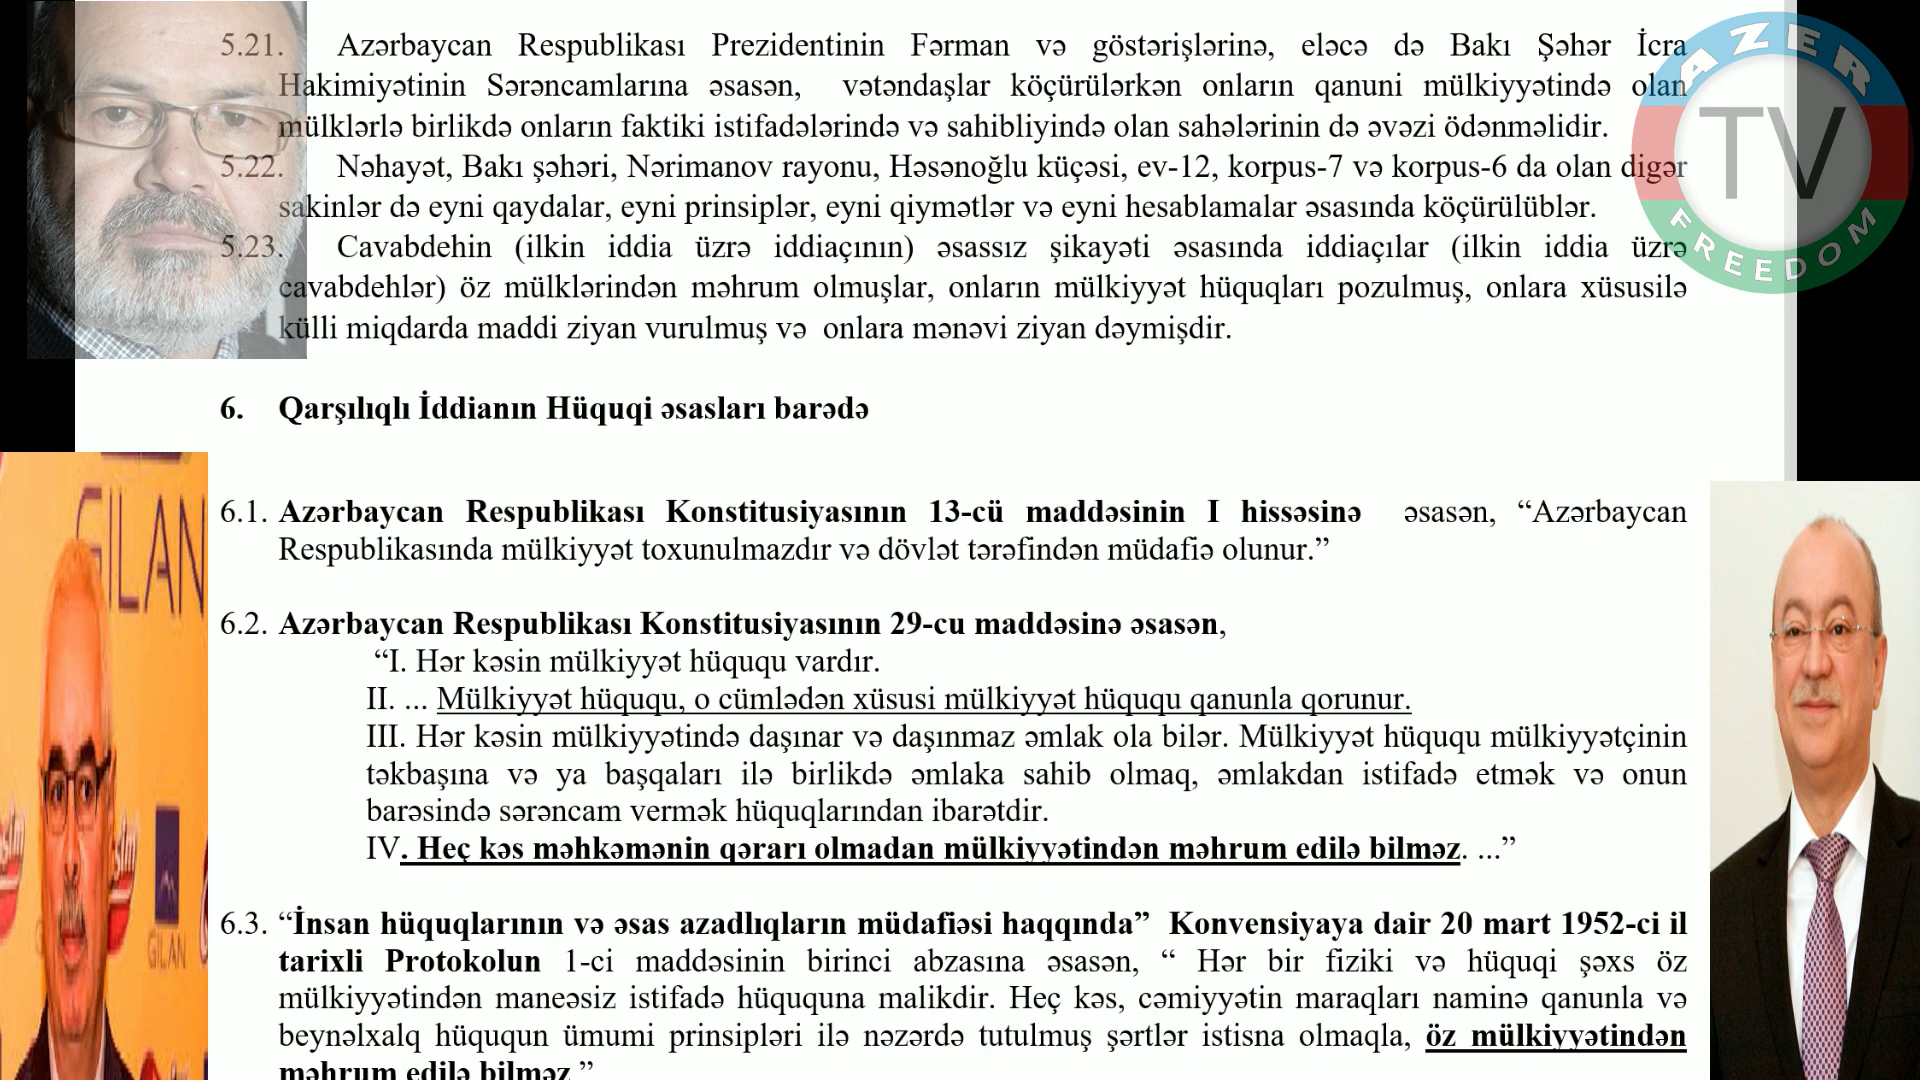 5.21. Azərbaycan Respublikası Prezidentinin Fərman və göstərişlərinə, eləcə də Bakı Şəhər İcra
Hakimiyətinin Sərəncamlarına əsasən, vətəndaşlar köçürülərkən onların qanuni mülkiyyətində olan
mülklərlə birlikdə onların faktiki istifadələrində və sahibliyində olan sahələrinin də əvəzi ödənməlidir.
5.22. Nəhayət, Bakı şəhəri, Nərimanov rayonu, Həsənoğlu küçəsi, ev-12, korpus-7 və korpus-6 da olan digər
sakinlər də eyni qaydalar, eyni prinsiplər, eyni qiymətlər və eyni hesablamalar əsasında köçürülüblər.
5.23. Cavabdehin (ilkin iddia üzrə iddiaçının) əsassız şikayəti əsasında iddiaçılar (ilkin iddia üzrə
cavabdehlər) öz mülklərindən məhrum olmuşlar, onların mülkiyyət hüquqları pozulmuş, onlara xüsusilə
külli miqdarda maddi ziyan vurulmuş və onlara mənəvi ziyan dəymişdir.
6. Qarşılıqlı İddianın Hüquqi əsasları barədə
6.1. Azərbaycan Respublikası Konstitusiyasının 13-cü maddəsinin I hissəsinə əsasən, “Azərbaycan
Respublikasında mülkiyyət toxunulmazdır və dövlət tərəfindən müdafiə olunur.”
6.2. Azərbaycan Respublikası Konstitusiyasının 29-cu maddəsinə əsasən,
“I. Hər kəsin mülkiyyət hüququ vardır.
II. ... Mülkiyyət hüququ, o cümlədən xüsusi mülkiyyət hüququ qanunla qorunur.
III. Hər kəsin mülkiyyətində daşınar və daşınmaz əmlak ola bilər. Mülkiyyət hüququ mülkiyyətçinin
təkbaşına və ya başqaları ilə birlikdə əmlaka sahib olmaq, əmlakdan istifadə etmək və onun
barəsində sərəncam vermək hüquqlarından ibarətdir.
IV. Heç kəs məhkəmənin qərarı olmadan mülkiyyətindən məhrum edilə bilməz. ...”
6.3. “İnsan hüquqlarının və əsas azadlıqların müdafiəsi haqqında” Konvensiyaya dair 20 mart 1952-ci il
tarixli Protokolun 1-ci maddəsinin birinci abzasına əsasən, “ Hər bir fiziki və hüquqi şəxs öz
mülkiyyətindən maneəsiz istifadə hüququna malikdir. Heç kəs, cəmiyyətin maraqları naminə qanunla və
beynəlxalq hüququn ümumi prinsipləri ilə nəzərdə tutulmuş şərtlər istisna olmaqla, öz mülkiyyətindən
məhrum edilə bilməz.”
AZER
TV
FREEDOM
GILAN
GILAN